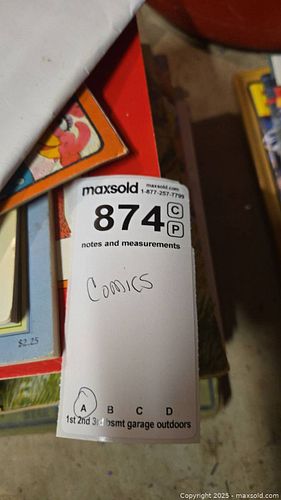 maxsold maxsold.com
1-877-257-7799
874 C
P
notes and measurements
Comics
$2.25
A B C D
1st 2nd 3rd bsmt garage outdoors
Copyright © 2025 - maxsold.com